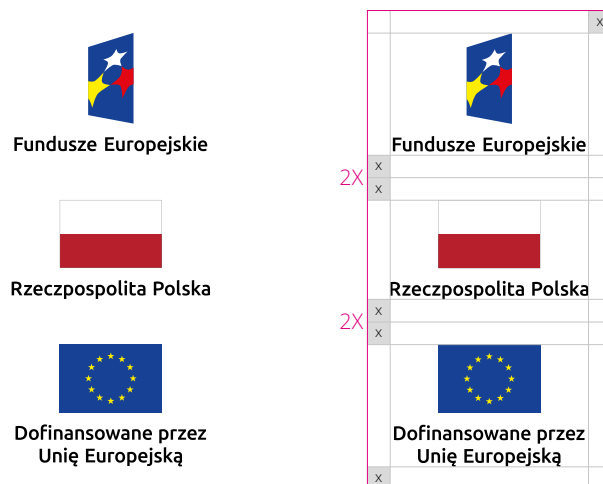 Fundusze Europejskie
Rzeczpospolita Polska
Dofinansowane przez
Unię Europejską
x
Fundusze Europejskie
x
2X
x
Rzeczpospolita Polska
x
2X
x
Dofinansowane przez
Unię Europejską
x